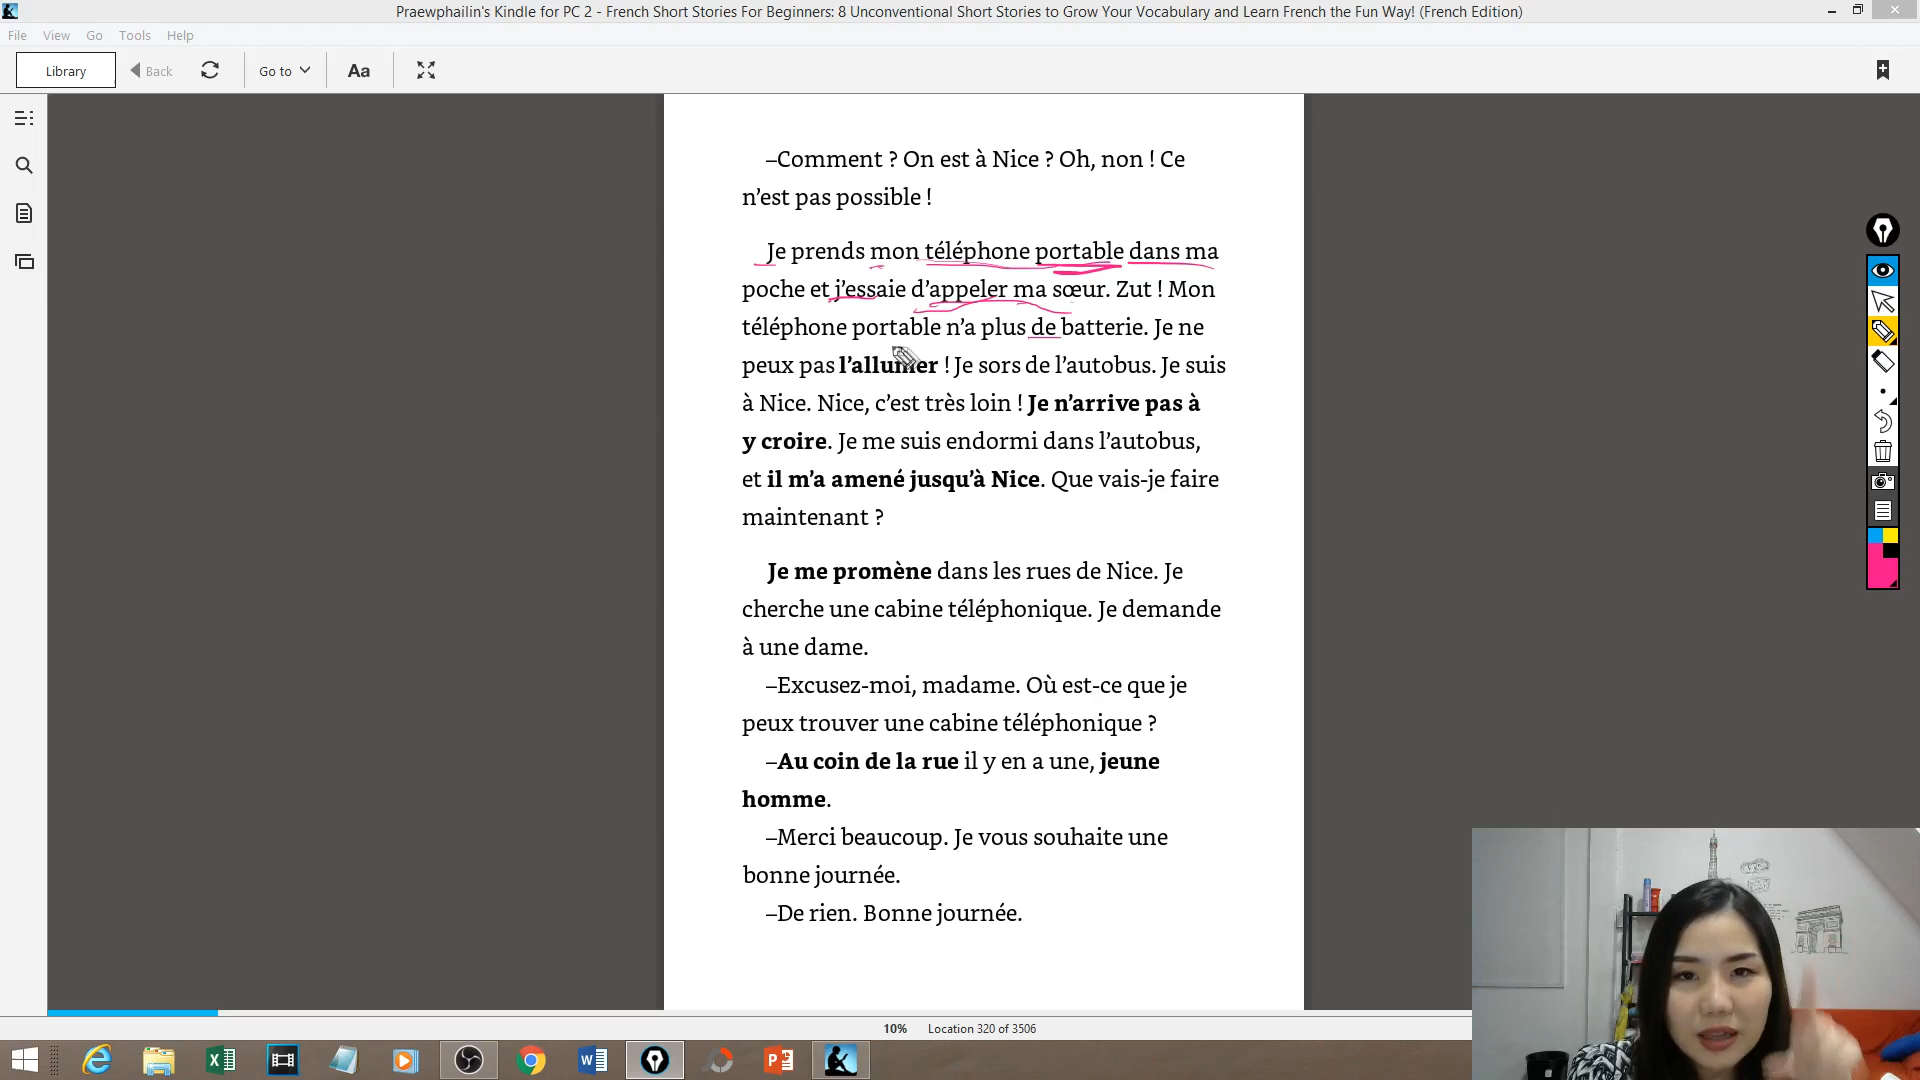 Praewphailin's Kindle for PC 2 - French Short Stories For Beginners: 8 Unconventional Short Stories to Grow Your Vocabulary and Learn French the Fun Way! (French Edition)
File View Go Tools Help
Library Back Go to Aa
–Comment ? On est à Nice ? Oh, non ! Ce
n’est pas possible !
Je prends mon téléphone portable dans ma
poche et j’essaie d’appeler ma sœur. Zut ! Mon
téléphone portable n’a plus de batterie. Je ne
peux pas l’allumer ! Je sors de l’autobus. Je suis
à Nice. Nice, c’est très loin ! Je n’arrive pas à
y croire. Je me suis endormi dans l’autobus,
et il m’a amené jusqu’à Nice. Que vais-je faire
maintenant ?
Je me promène dans les rues de Nice. Je
cherche une cabine téléphonique. Je demande
à une dame.
–Excusez-moi, madame. Où est-ce que je
peux trouver une cabine téléphonique ?
–Au coin de la rue il y en a une, jeune
homme.
–Merci beaucoup. Je vous souhaite une
bonne journée.
–De rien. Bonne journée.
10% Location 320 of 3506